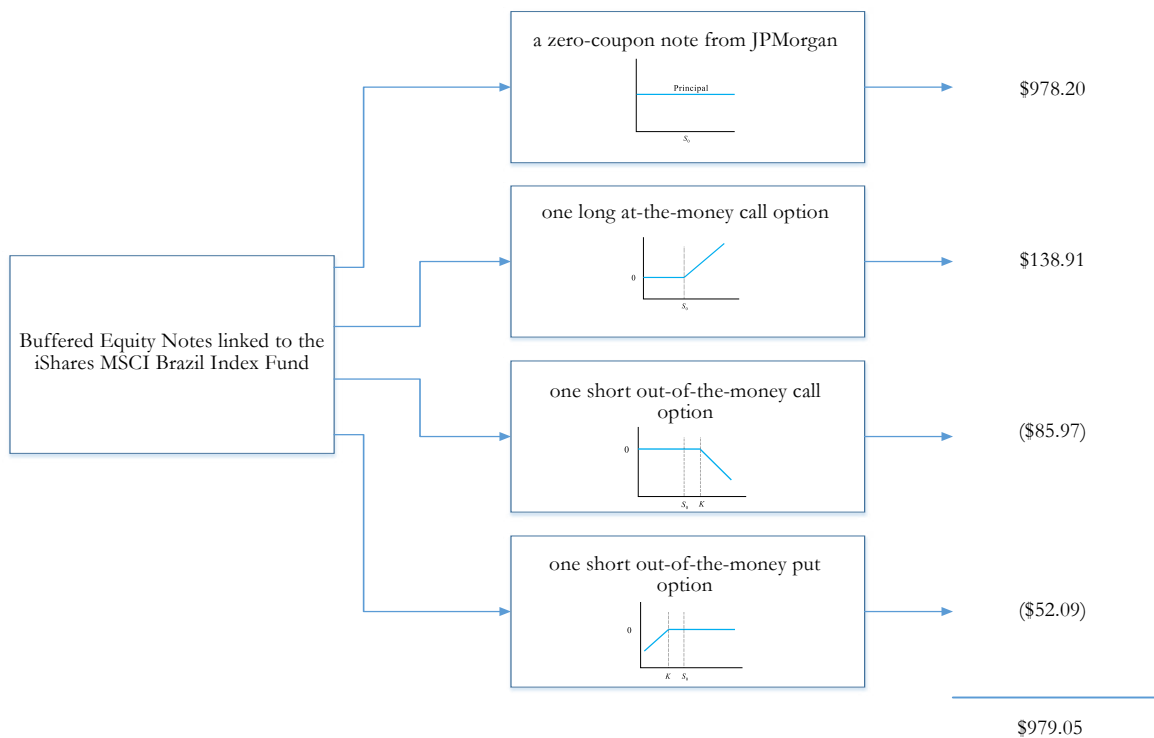 a zero-coupon note from JPMorgan
Principal
S0
$978.20
one long at-the-money call option
0
S0
$138.91
Buffered Equity Notes linked to the
iShares MSCI Brazil Index Fund
one short out-of-the-money call
option
0
S0 K
($85.97)
one short out-of-the-money put
option
0
K S0
($52.09)
$979.05